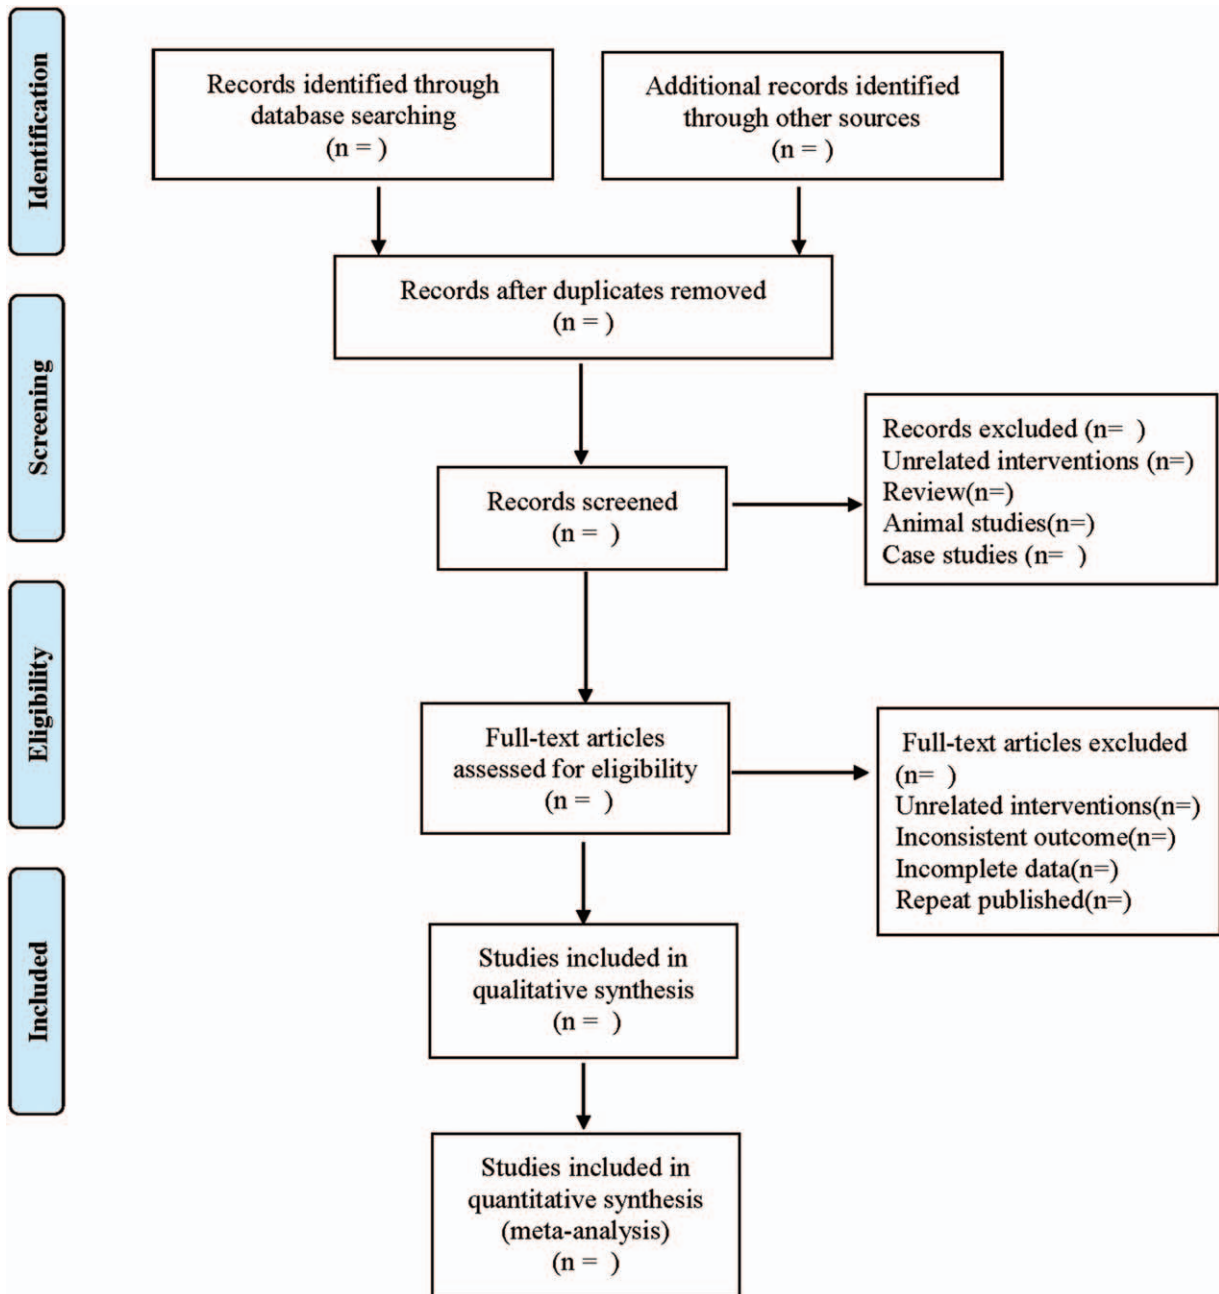 Identification
Records identified through
database searching
(n = )
Additional records identified
through other sources
(n = )
Records after duplicates removed
(n = )
Screening
Records screened
(n =  )
Records excluded (n=  )
Unrelated interventions (n=)
Review(n=)
Animal studies(n=)
Case studies (n=  )
Eligibility
Full-text articles
assessed for eligibility
(n =  )
Full-text articles excluded
(n=  )
Unrelated interventions(n=)
Inconsistent outcome(n=)
Incomplete data(n=)
Repeat published(n=)
Included
Studies included in
qualitative synthesis
(n =  )
Studies included in
quantitative synthesis
(meta-analysis)
(n =  )